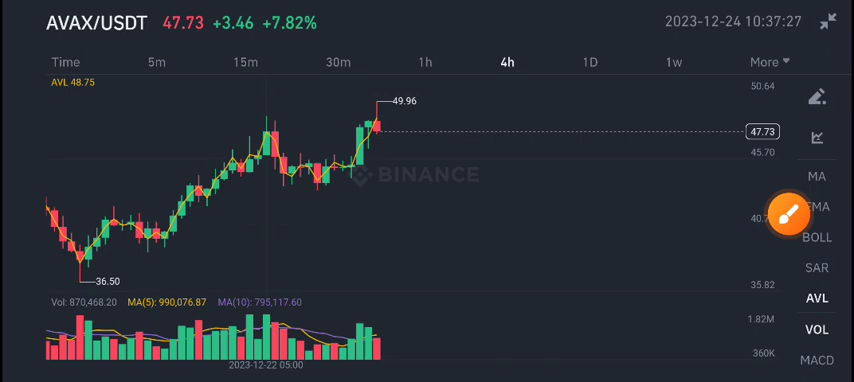 AVAX/USDT 47.73 +3.46 +7.82% 2023-12-24 10:37:27
Time 5m 15m 30m 1h 4h 1D 1w More
AVL 48.75
50.64
49.96
47.73
45.70
BINANCE
MA
EMA
BOLL
36.50
SAR
35.82
AVL
Vol: 870,468.20 MA(5): 990,076.87 MA(10): 795,117.60
1.82M
VOL
360K
MACD
2023-12-22 05:00